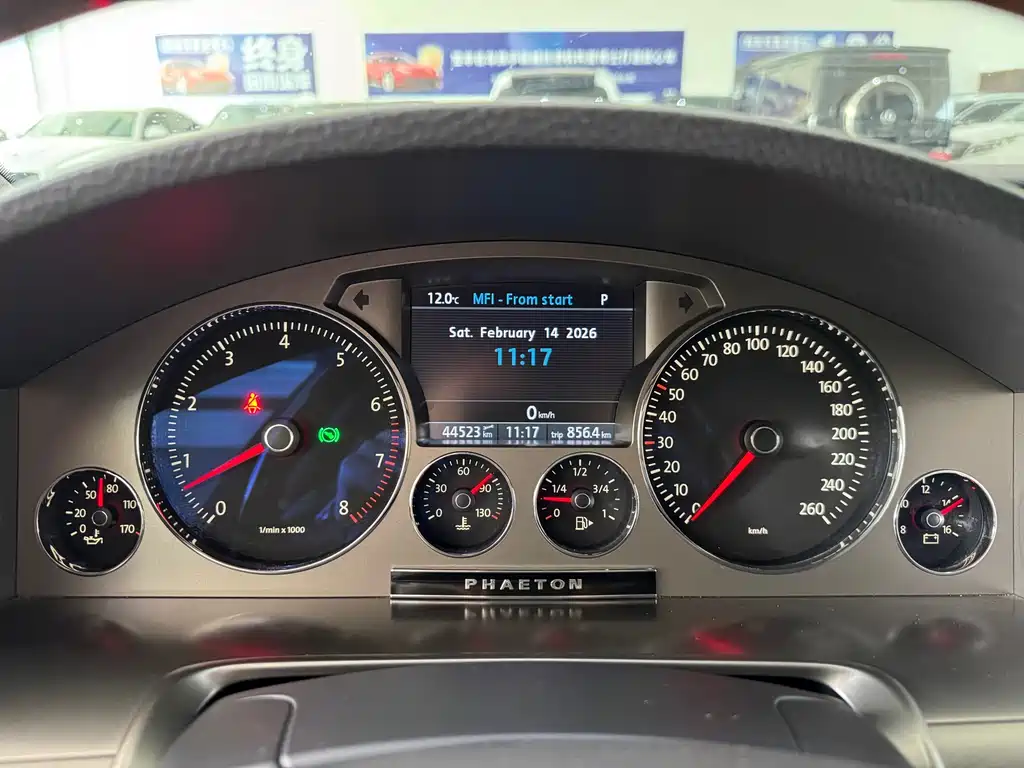 终身
12.0°C MFI - From start P
Sat. February 14 2026
11:17
0 km/h
44523 km 11:17 trip 856.4 km
0 1 2 3 4 5 6 7 8
1/min x 1000
0 10 20 30 40 50 60 70 80 100 120 140 160 180 200 220 240 260
km/h
0 20 50 80 110 170
0 30 60 90 130
0 1/4 1/2 3/4 1
8 10 12 14 16
PHAETON